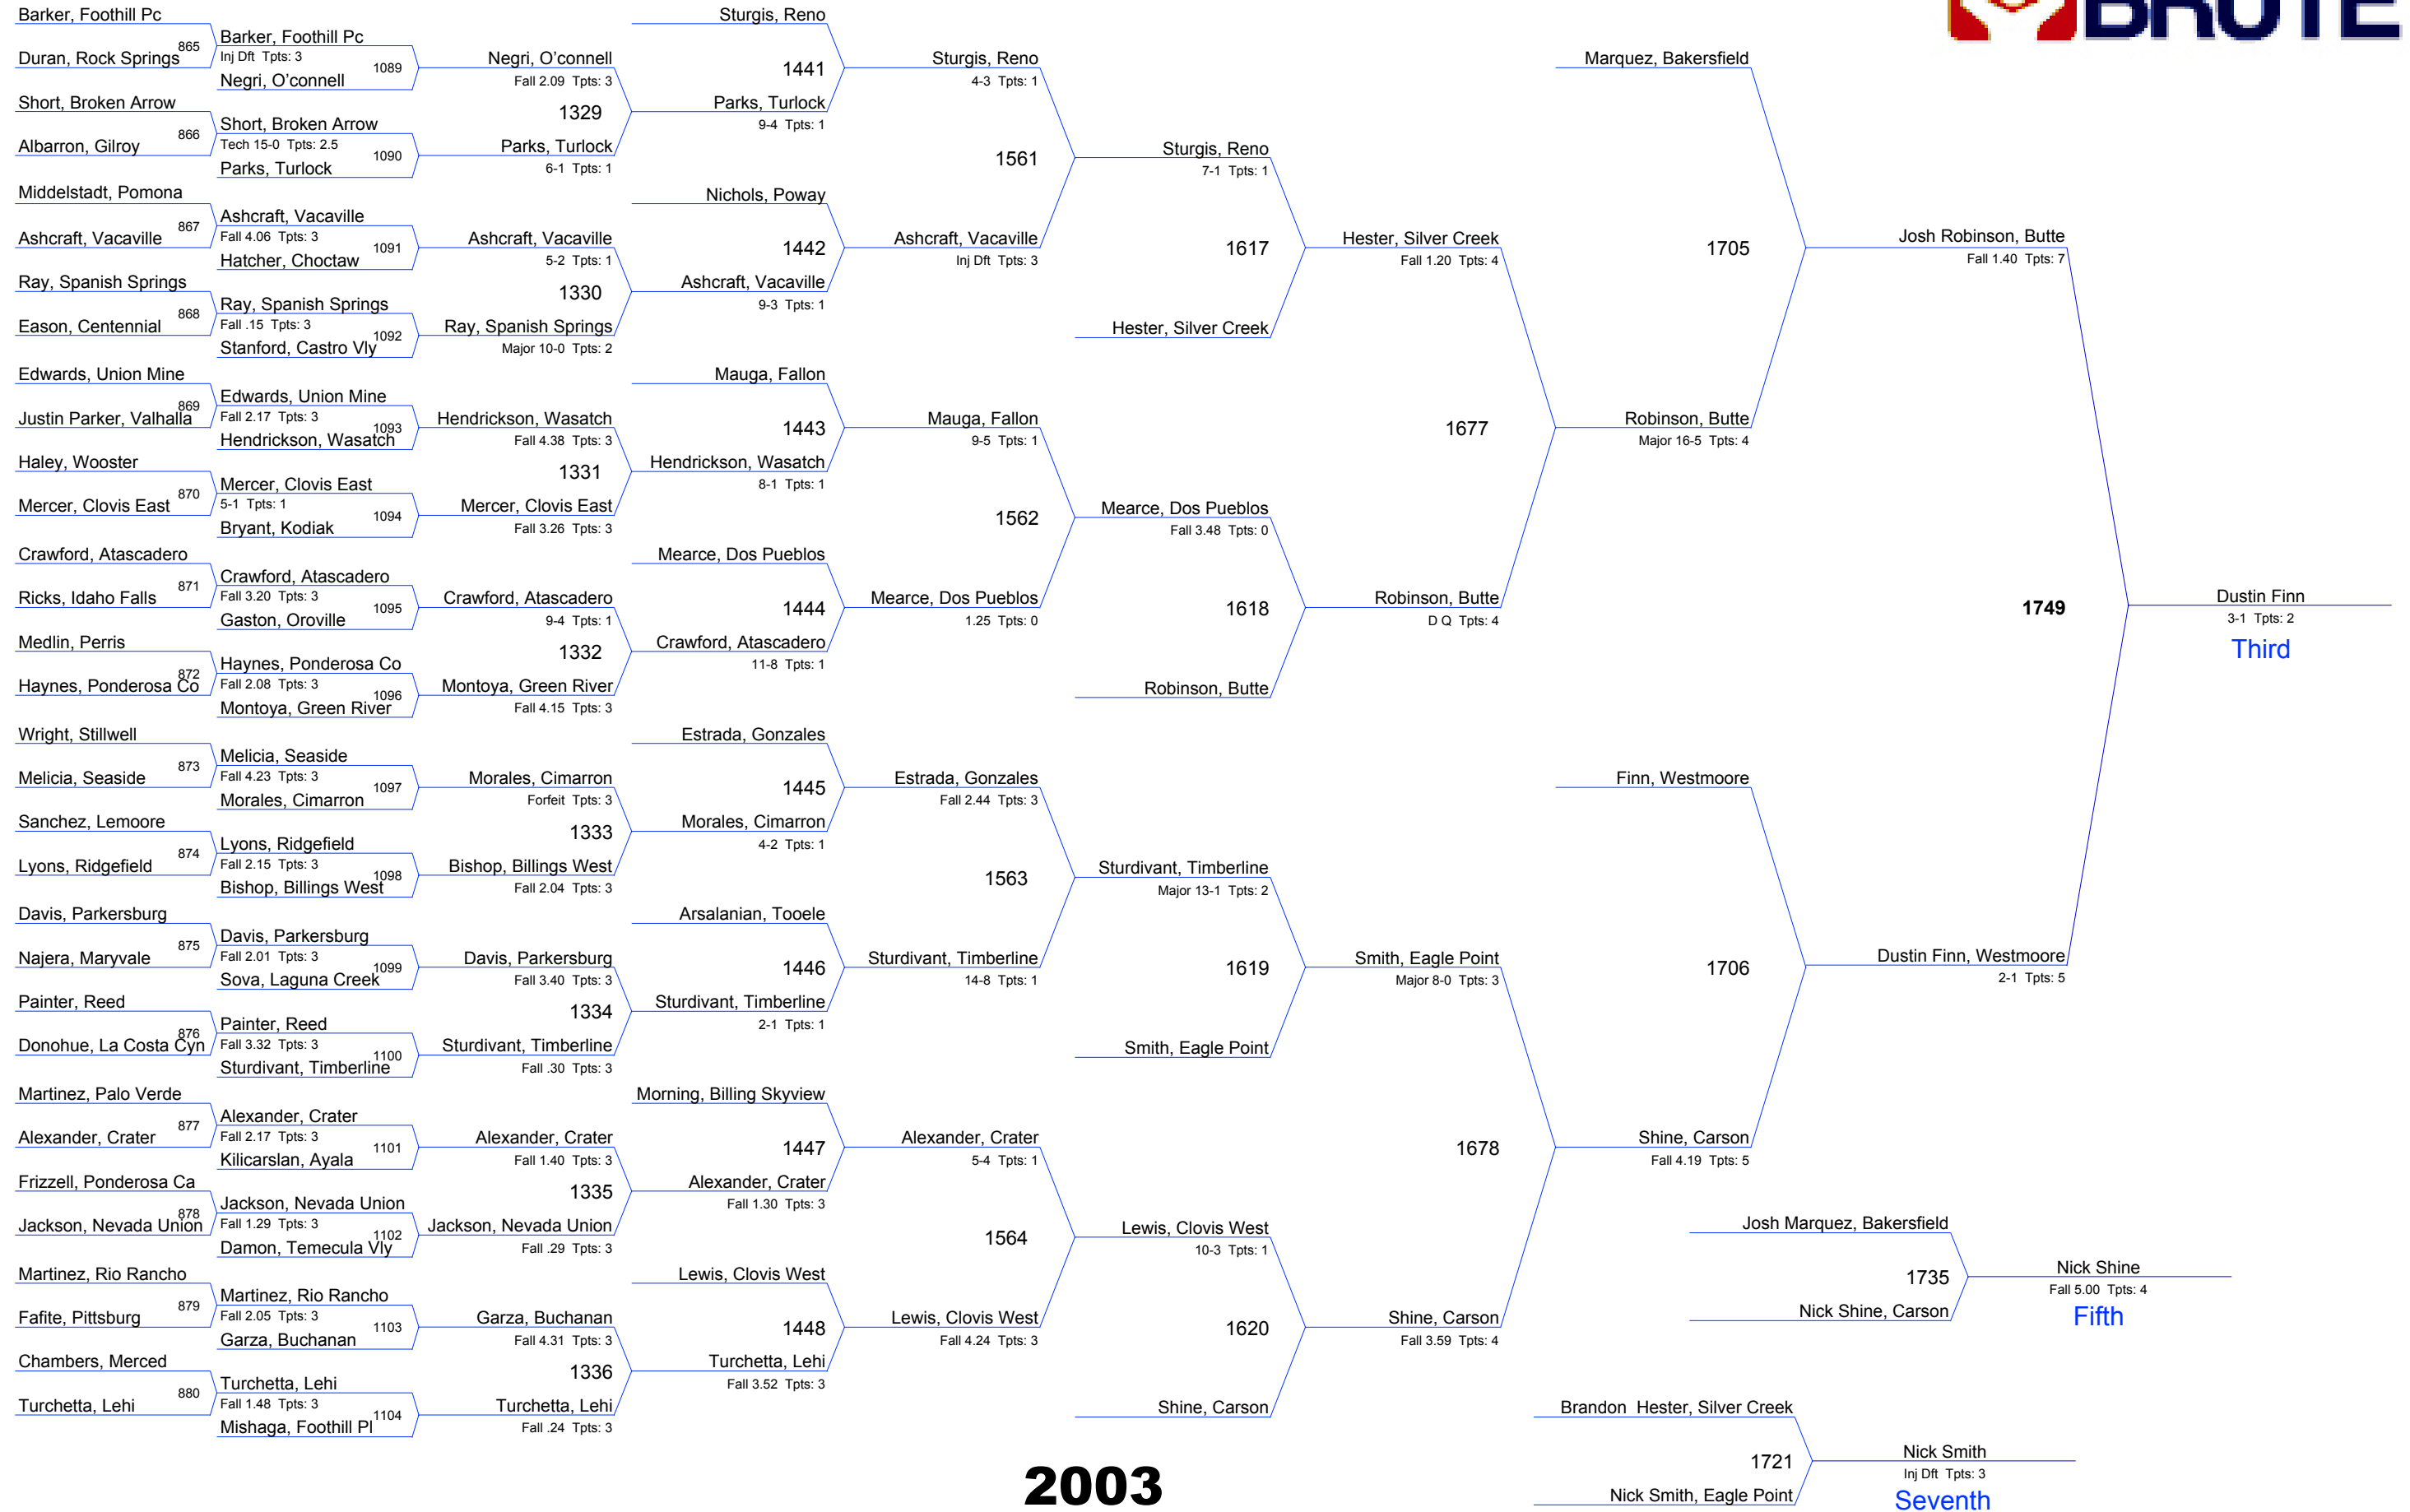 BRUTE
Barker, Foothill Pc
865
Duran, Rock Springs
Short, Broken Arrow
866
Albarron, Gilroy
Middelstadt, Pomona
867
Ashcraft, Vacaville
Ray, Spanish Springs
868
Eason, Centennial
Edwards, Union Mine
869
Justin Parker, Valhalla
Haley, Wooster
870
Mercer, Clovis East
Crawford, Atascadero
871
Ricks, Idaho Falls
Medlin, Perris
872
Haynes, Ponderosa Co
Wright, Stillwell
873
Melicia, Seaside
Sanchez, Lemoore
874
Lyons, Ridgefield
Davis, Parkersburg
875
Najera, Maryvale
Painter, Reed
876
Donohue, La Costa Cyn
Martinez, Palo Verde
877
Alexander, Crater
Frizzell, Ponderosa Ca
878
Jackson, Nevada Union
Martinez, Rio Rancho
879
Fafite, Pittsburg
Chambers, Merced
880
Turchetta, Lehi
Barker, Foothill Pc
Inj Dft Tpts: 3
1089
Negri, O'connell
Short, Broken Arrow
Tech 15-0 Tpts: 2.5
1090
Parks, Turlock
Ashcraft, Vacaville
Fall 4.06 Tpts: 3
1091
Hatcher, Choctaw
Ray, Spanish Springs
Fall .15 Tpts: 3
1092
Stanford, Castro Vly
Edwards, Union Mine
Fall 2.17 Tpts: 3
1093
Hendrickson, Wasatch
Mercer, Clovis East
5-1 Tpts: 1
1094
Bryant, Kodiak
Crawford, Atascadero
Fall 3.20 Tpts: 3
1095
Gaston, Oroville
Haynes, Ponderosa Co
Fall 2.08 Tpts: 3
1096
Montoya, Green River
Melicia, Seaside
Fall 4.23 Tpts: 3
1097
Morales, Cimarron
Lyons, Ridgefield
Fall 2.15 Tpts: 3
1098
Bishop, Billings West
Davis, Parkersburg
Fall 2.01 Tpts: 3
1099
Sova, Laguna Creek
Painter, Reed
Fall 3.32 Tpts: 3
1100
Sturdivant, Timberline
Alexander, Crater
Fall 2.17 Tpts: 3
1101
Kilicarslan, Ayala
Jackson, Nevada Union
Fall 1.29 Tpts: 3
1102
Damon, Temecula Vly
Martinez, Rio Rancho
Fall 2.05 Tpts: 3
1103
Garza, Buchanan
Turchetta, Lehi
Fall 1.48 Tpts: 3
1104
Mishaga, Foothill Pl
Negri, O'connell
Fall 2.09 Tpts: 3
1329
Parks, Turlock
6-1 Tpts: 1
Ashcraft, Vacaville
5-2 Tpts: 1
1330
Ray, Spanish Springs
Major 10-0 Tpts: 2
Hendrickson, Wasatch
Fall 4.38 Tpts: 3
1331
Mercer, Clovis East
Fall 3.26 Tpts: 3
Crawford, Atascadero
9-4 Tpts: 1
1332
Montoya, Green River
Fall 4.15 Tpts: 3
Morales, Cimarron
Forfeit Tpts: 3
1333
Bishop, Billings West
Fall 2.04 Tpts: 3
Davis, Parkersburg
Fall 3.40 Tpts: 3
1334
Sturdivant, Timberline
Fall .30 Tpts: 3
Alexander, Crater
Fall 1.40 Tpts: 3
1335
Jackson, Nevada Union
Fall .29 Tpts: 3
Garza, Buchanan
Fall 4.31 Tpts: 3
1336
Turchetta, Lehi
Fall .24 Tpts: 3
Sturgis, Reno
1441
Parks, Turlock
9-4 Tpts: 1
Nichols, Poway
1442
Ashcraft, Vacaville
9-3 Tpts: 1
Mauga, Fallon
1443
Hendrickson, Wasatch
8-1 Tpts: 1
Mearce, Dos Pueblos
1444
Crawford, Atascadero
11-8 Tpts: 1
Estrada, Gonzales
1445
Morales, Cimarron
4-2 Tpts: 1
Arsalanian, Tooele
1446
Sturdivant, Timberline
2-1 Tpts: 1
Morning, Billing Skyview
1447
Alexander, Crater
Fall 1.30 Tpts: 3
Lewis, Clovis West
1448
Turchetta, Lehi
Fall 3.52 Tpts: 3
Sturgis, Reno
4-3 Tpts: 1
1561
Ashcraft, Vacaville
Inj Dft Tpts: 3
Mauga, Fallon
9-5 Tpts: 1
1562
Mearce, Dos Pueblos
1.25 Tpts: 0
Estrada, Gonzales
Fall 2.44 Tpts: 3
1563
Sturdivant, Timberline
14-8 Tpts: 1
Alexander, Crater
5-4 Tpts: 1
1564
Lewis, Clovis West
Fall 4.24 Tpts: 3
Sturgis, Reno
7-1 Tpts: 1
1617
Hester, Silver Creek
Mearce, Dos Pueblos
Fall 3.48 Tpts: 0
1618
Robinson, Butte
Sturdivant, Timberline
Major 13-1 Tpts: 2
1619
Smith, Eagle Point
Lewis, Clovis West
10-3 Tpts: 1
1620
Shine, Carson
Hester, Silver Creek
Fall 1.20 Tpts: 4
1677
Robinson, Butte
D Q Tpts: 4
Smith, Eagle Point
Major 8-0 Tpts: 3
1678
Shine, Carson
Fall 3.59 Tpts: 4
Marquez, Bakersfield
1705
Robinson, Butte
Major 16-5 Tpts: 4
Finn, Westmoore
1706
Shine, Carson
Fall 4.19 Tpts: 5
Josh Robinson, Butte
Fall 1.40 Tpts: 7
1749
Dustin Finn, Westmoore
2-1 Tpts: 5
Dustin Finn
3-1 Tpts: 2
Third
Josh Marquez, Bakersfield
1735
Nick Shine, Carson
Nick Shine
Fall 5.00 Tpts: 4
Fifth
Brandon Hester, Silver Creek
1721
Nick Smith, Eagle Point
Nick Smith
Inj Dft Tpts: 3
Seventh
2003